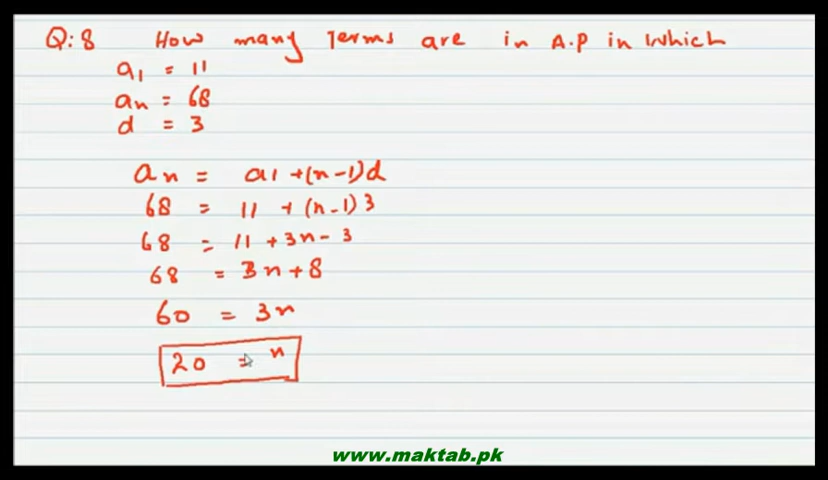 Q:8 How many Terms are in A.P in Which
a1 = 11
an = 68
d = 3
an = a1 +(n-1)d
68 = 11 +(n-1)3
68 = 11 + 3n - 3
68 = 3n + 8
60 = 3n
20 = n
www.maktab.pk